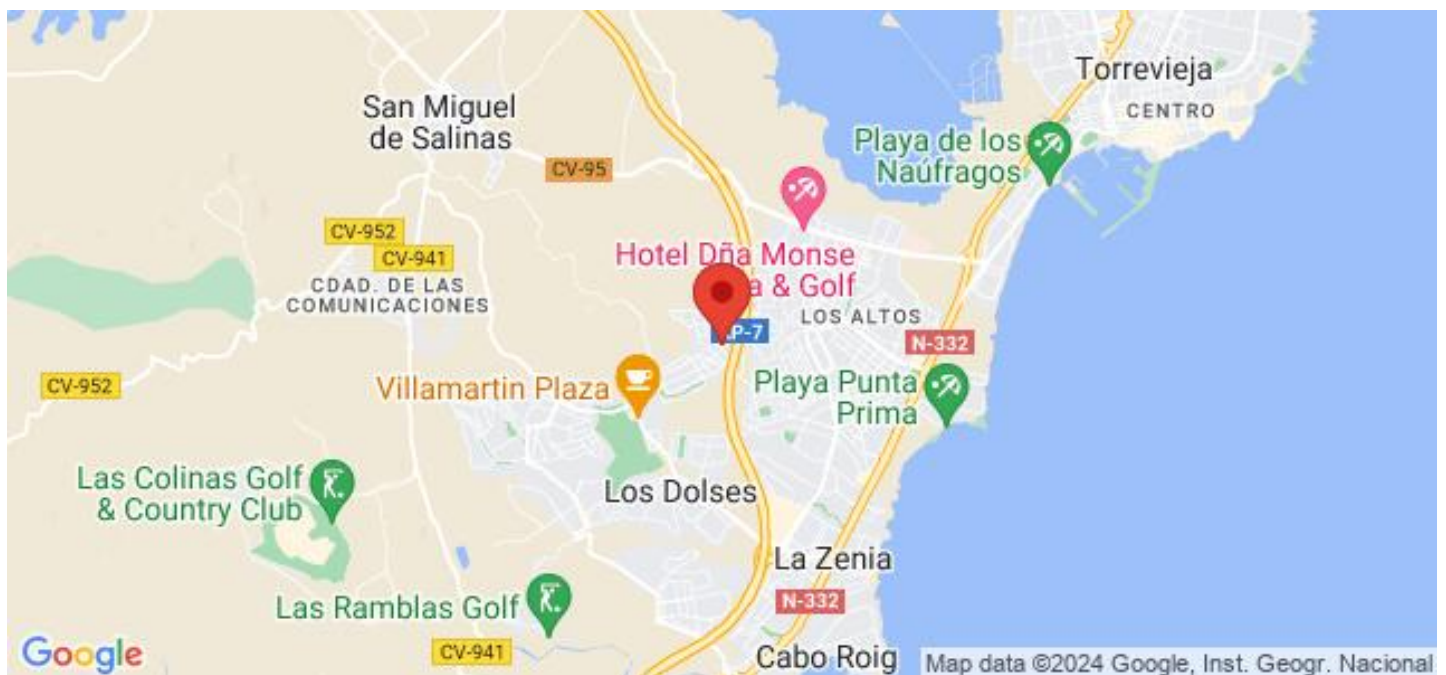 Torrevieja
CENTRO
San Miguel
de Salinas
Playa de los
Naúfragos
CV-95
CV-952
CV-941
Hotel Dña Monse
a & Golf
CDAD. DE LAS
COMUNICACIONES
LOS ALTOS
P-7
N-332
CV-952
Villamartin Plaza
Playa Punta
Prima
Las Colinas Golf
& Country Club
Los Dolses
La Zenia
Las Ramblas Golf
N-332
CV-941
Cabo Roig
Google
Map data ©2024 Google, Inst. Geogr. Nacional